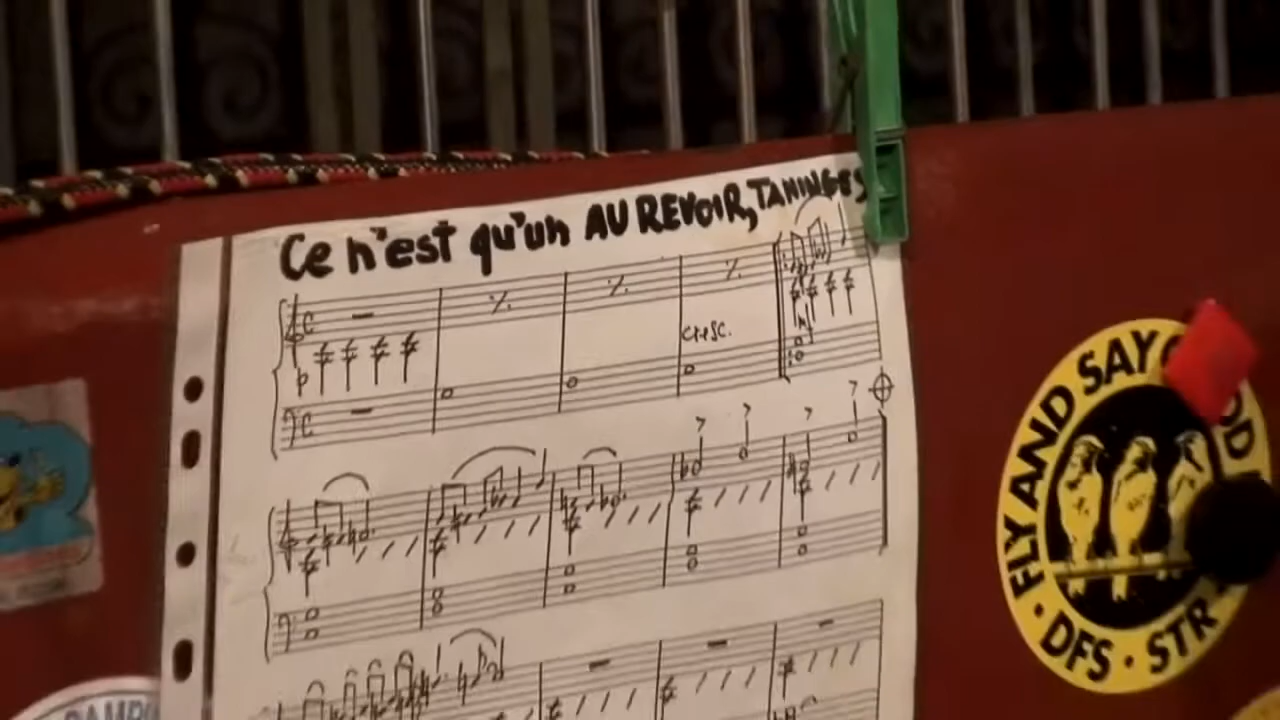 Ce n'est qu'un AU REVOIR, TANINGES
cresc.
FLY AND SAY
DFS · STR